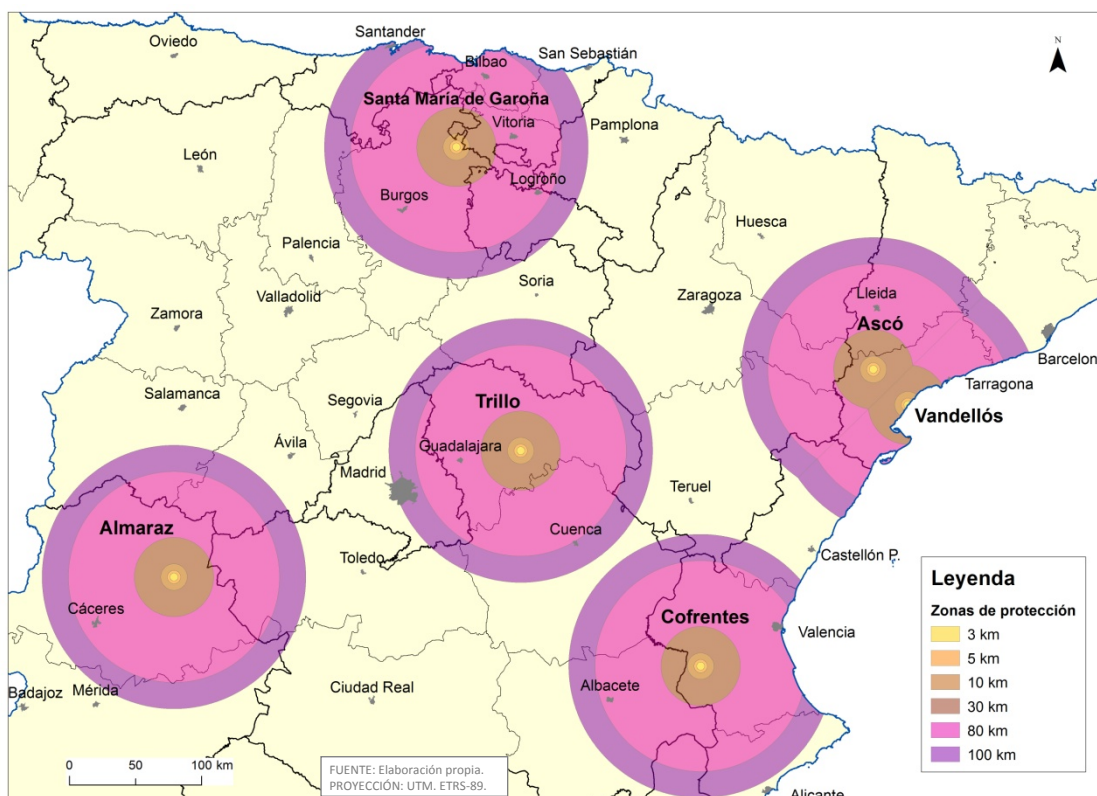 N
Oviedo
Santander
San Sebastián
Bilbao
Santa María de Garoña
Vitoria
Pamplona
León
Logroño
Burgos
Huesca
Palencia
Soria
Lleida
Valladolid
Zaragoza
Zamora
Ascó
Barcelon
Tarragona
Salamanca
Segovia
Trillo
Vandellós
Ávila
Guadalajara
Madrid
Teruel
Almaraz
Cuenca
Toledo
Castellón P.
Cáceres
Cofrentes
Valencia
Badajoz
Mérida
Ciudad Real
Albacete
Alicante
Leyenda
Zonas de protección
3 km
5 km
10 km
30 km
80 km
100 km
0 50 100 km
FUENTE: Elaboración propia.
PROYECCIÓN: UTM. ETRS-89.